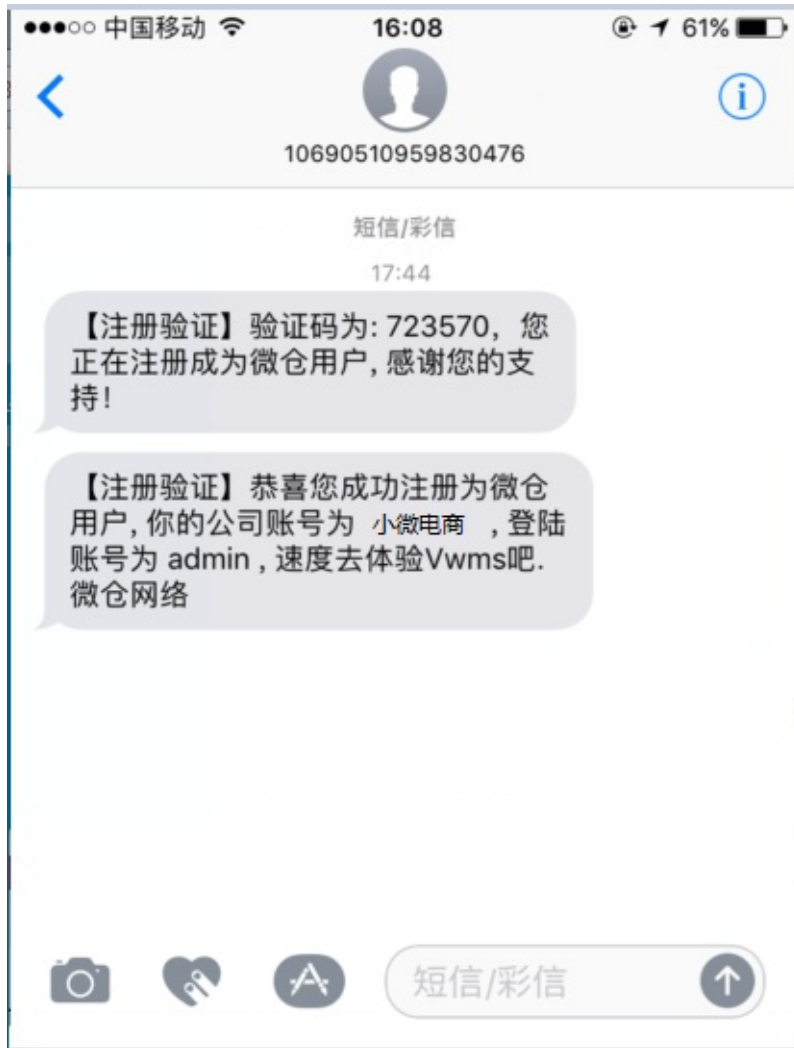 中国移动 16:08 61%
10690510959830476
短信/彩信
17:44
【注册验证】验证码为: 723570，您
正在注册成为微仓用户, 感谢您的支
持！
【注册验证】恭喜您成功注册为微仓
用户, 你的公司账号为 小微电商 , 登陆
账号为 admin , 速度去体验Vwms吧.
微仓网络
短信/彩信